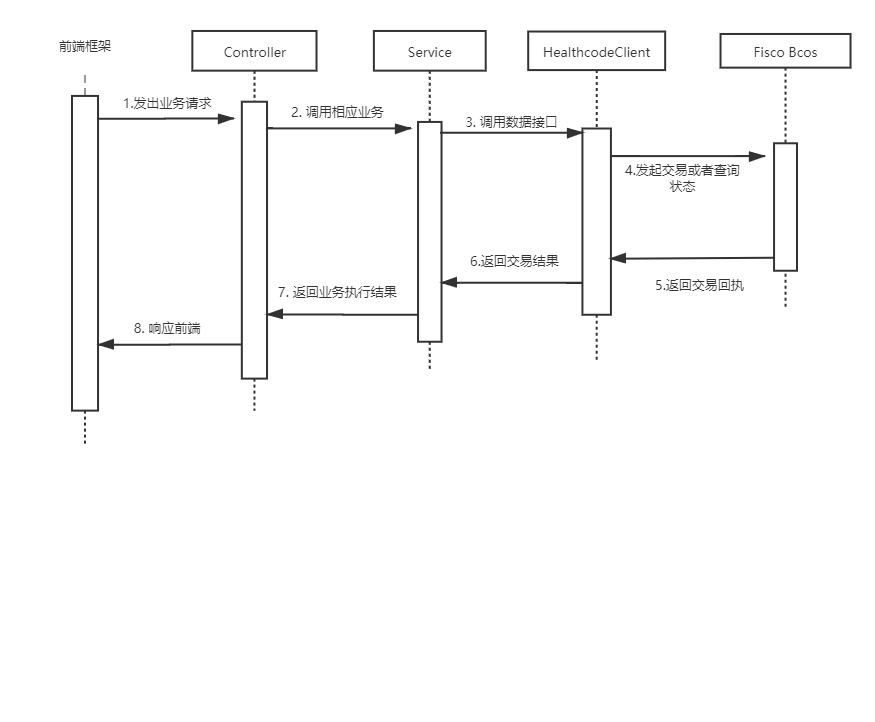 前端框架
Controller
Service
HealthcodeClient
Fisco Bcos
1.发出业务请求
2. 调用相应业务
3. 调用数据接口
4.发起交易或者查询
状态
5.返回交易回执
6.返回交易结果
7. 返回业务执行结果
8. 响应前端